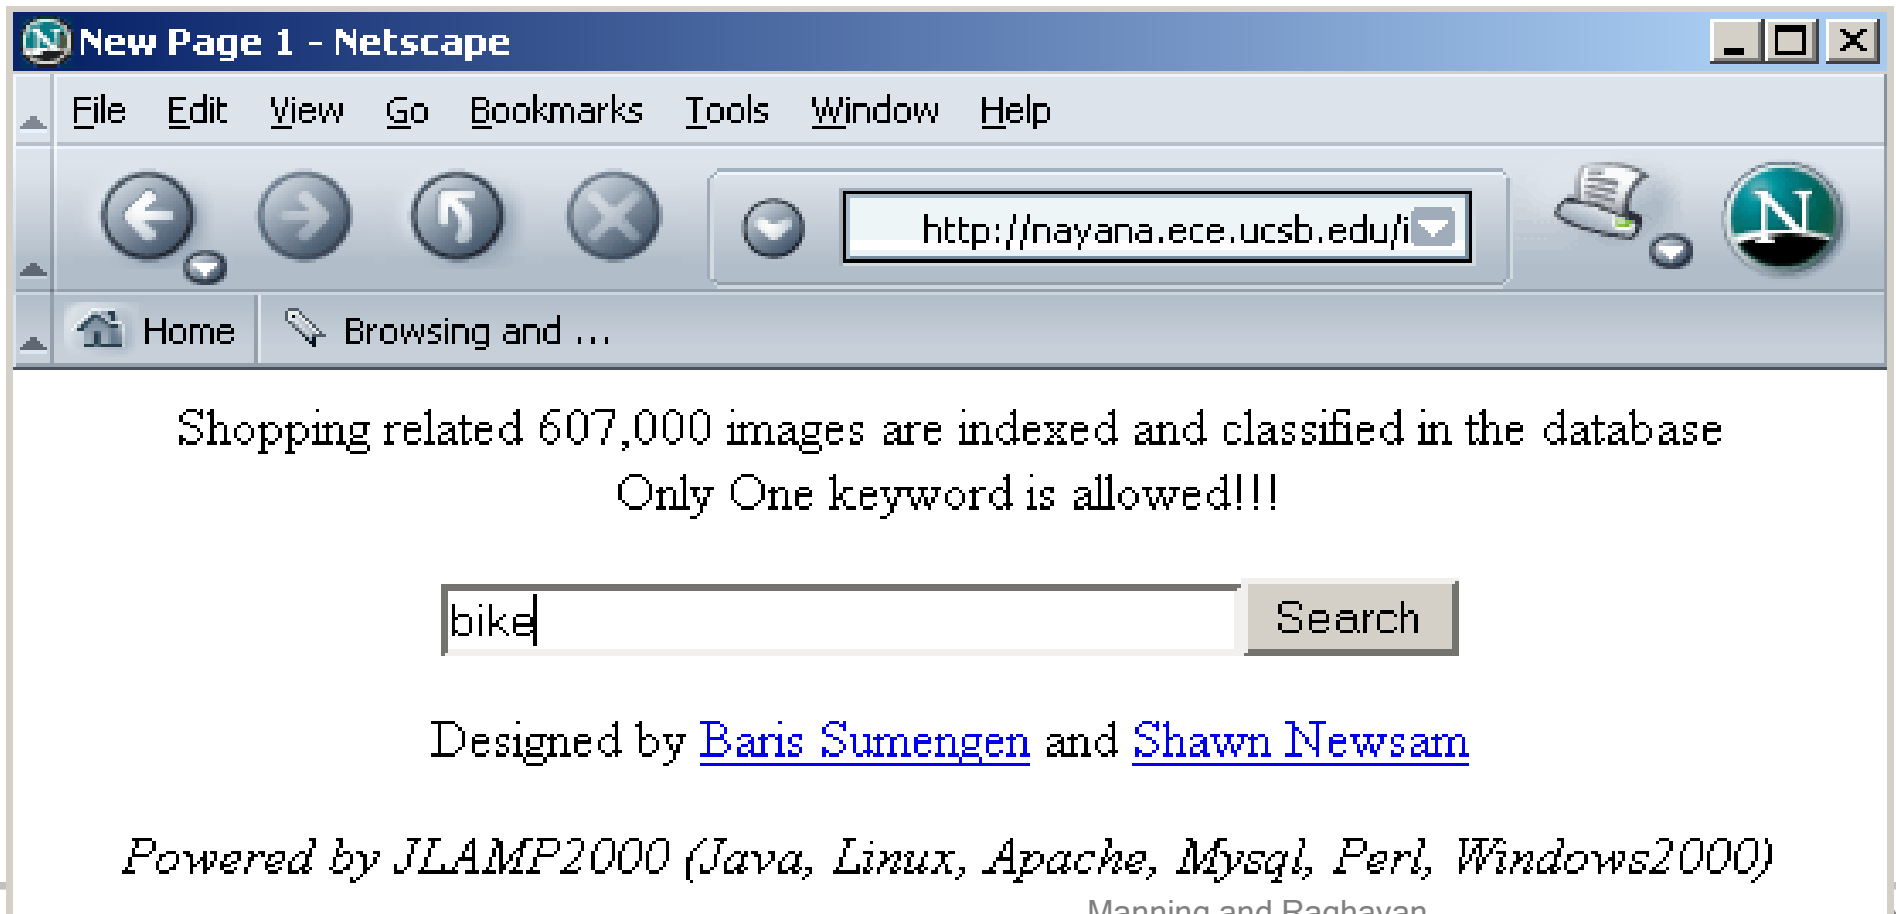 New Page 1 - Netscape
File Edit View Go Bookmarks Tools Window Help
http://nayana.ece.ucsb.edu/i
N
Home Browsing and ...
Shopping related 607,000 images are indexed and classified in the database
Only One keyword is allowed!!!
bike Search
Designed by Baris Sumengen and Shawn Newsam
Powered by JLAMP2000 (Java, Linux, Apache, Mysql, Perl, Windows2000)
Manning and Raghavan